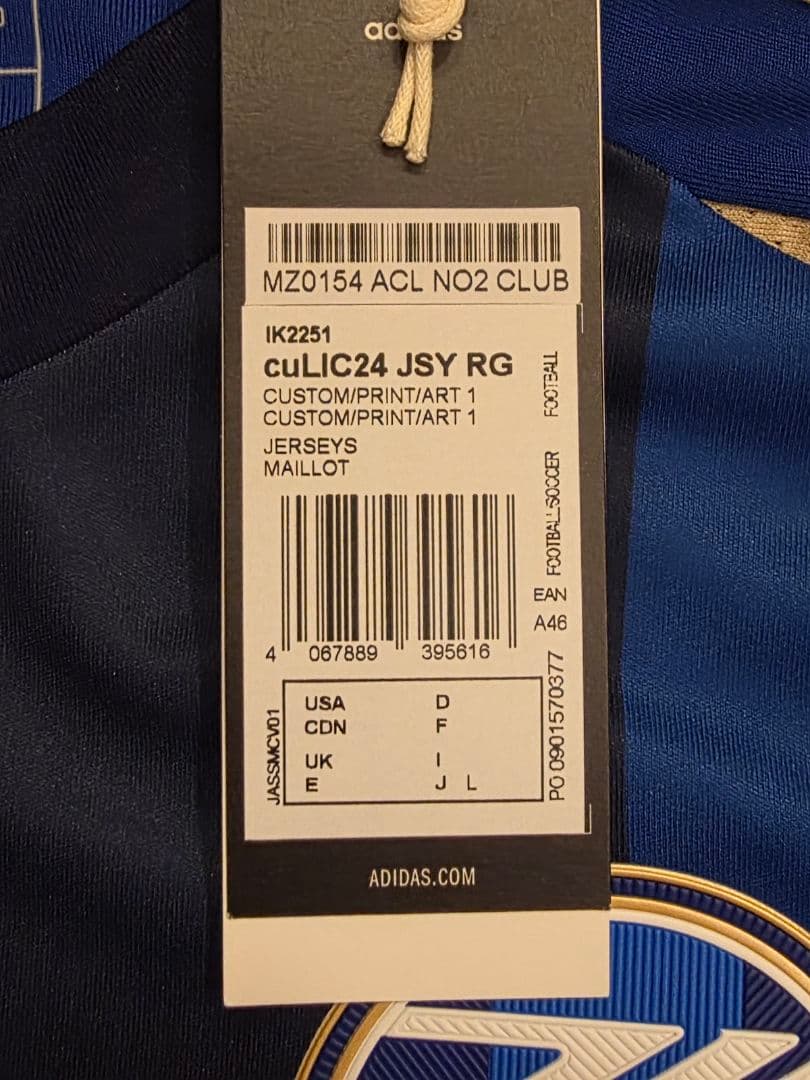 MZ0154 ACL NO2 CLUB
IK2251
cuLIC24 JSY RG
CUSTOM/PRINT/ART 1
CUSTOM/PRINT/ART 1
JERSEYS
MAILLOT
FOOTBALL/SOCCER FOOTBALL
EAN
A46
4 067889 395616
USA D
CDN F
UK I
E J L
JASSMCV01
PO 0901570377
ADIDAS.COM